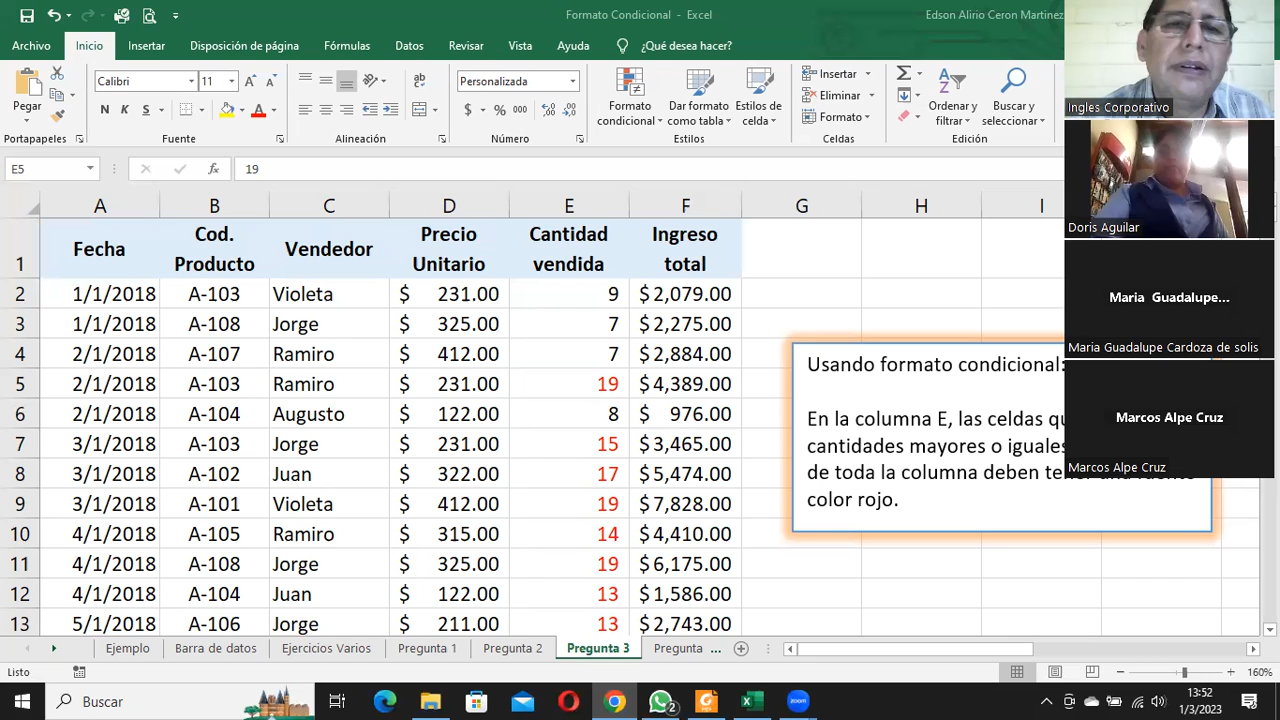 Formato Condicional - Excel
Edson Alirio Ceron Martinez
Archivo Inicio Insertar Disposición de página Fórmulas Datos Revisar Vista Ayuda ¿Qué desea hacer?
Pegar
Calibri 11
N K S
Personalizada
$ % 000
Formato condicional
Dar formato como tabla
Estilos de celda
Insertar
Eliminar
Formato
Ordenar y filtrar
Buscar y seleccionar
Portapapeles Fuente Alineación Número Estilos Celdas
E5 fx 19
A B C D E F G H I
1 Fecha Cod. Producto Vendedor Precio Unitario Cantidad vendida Ingreso total
2 1/1/2018 A-103 Violeta $ 231.00 9 $ 2,079.00
3 1/1/2018 A-108 Jorge $ 325.00 7 $ 2,275.00
4 2/1/2018 A-107 Ramiro $ 412.00 7 $ 2,884.00
5 2/1/2018 A-103 Ramiro $ 231.00 19 $ 4,389.00
6 2/1/2018 A-104 Augusto $ 122.00 8 $ 976.00
7 3/1/2018 A-103 Jorge $ 231.00 15 $ 3,465.00
8 3/1/2018 A-102 Juan $ 322.00 17 $ 5,474.00
9 3/1/2018 A-101 Violeta $ 412.00 19 $ 7,828.00
10 4/1/2018 A-105 Ramiro $ 315.00 14 $ 4,410.00
11 4/1/2018 A-108 Jorge $ 325.00 19 $ 6,175.00
12 4/1/2018 A-104 Juan $ 122.00 13 $ 1,586.00
13 5/1/2018 A-106 Jorge $ 211.00 13 $ 2,743.00
Usando formato condicional:
En la columna E, las celdas
cantidades mayores o iguales
de toda la columna deben
color rojo.
Ingles Corporativo
Doris Aguilar
Maria Guadalupe...
Maria Guadalupe Cardoza de solis
Marcos Alpe Cruz
Marcos Alpe Cruz
Ejemplo Barra de datos Ejercicios Varios Pregunta 1 Pregunta 2 Pregunta 3 Pregunta ...
Listo
160%
Buscar
2
13:52
1/3/2023